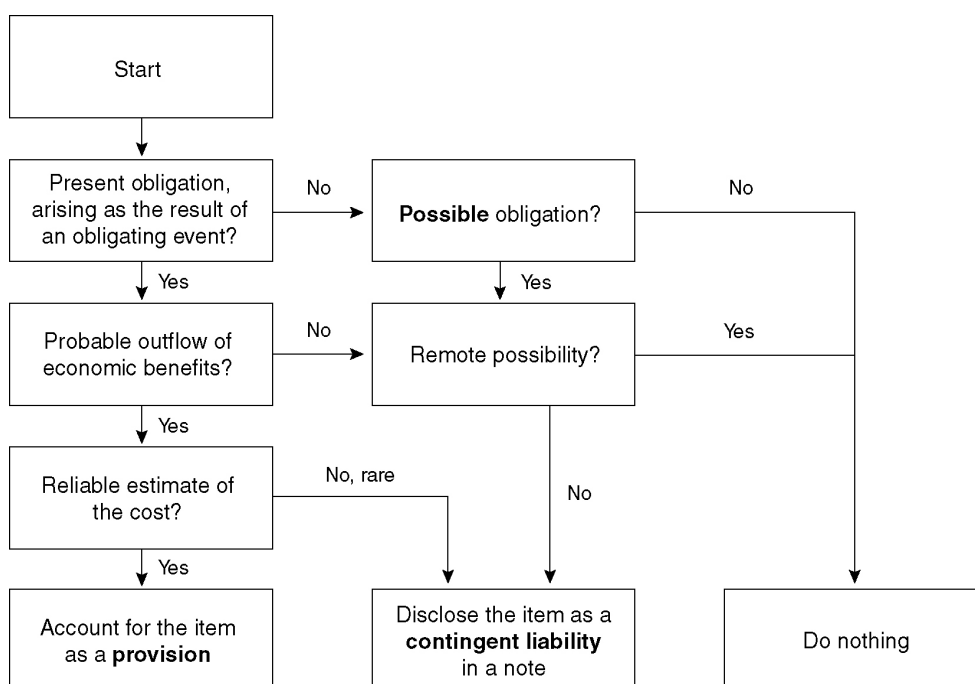 Start
Present obligation,
arising as the result of
an obligating event?
No
Possible obligation?
No
Yes
Yes
Probable outflow of
economic benefits?
No
Remote possibility?
Yes
Yes
Reliable estimate of
the cost?
No, rare
No
Yes
Account for the item
as a provision
Disclose the item as a
contingent liability
in a note
Do nothing